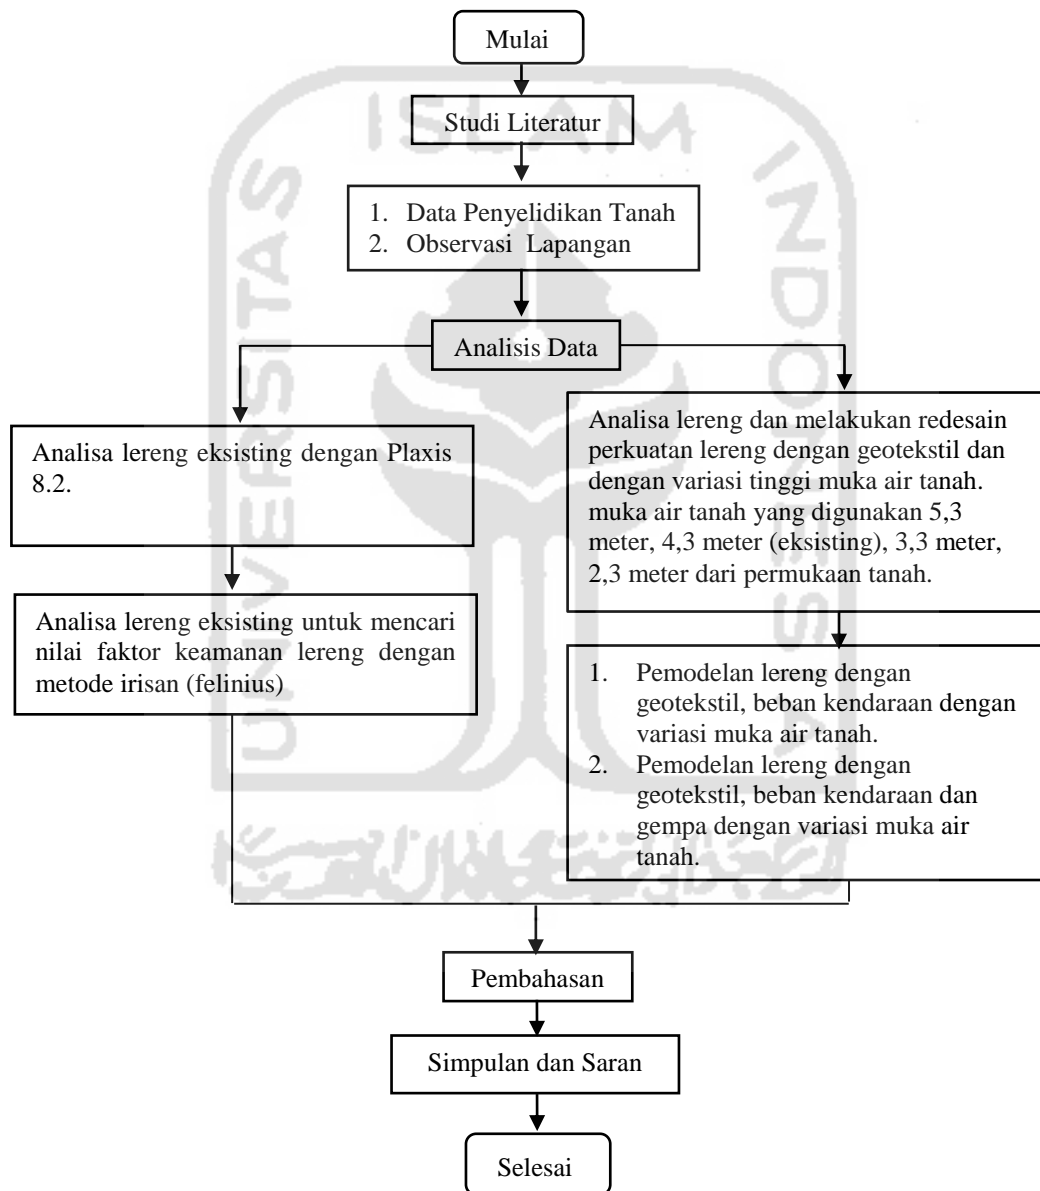 Mulai
Studi Literatur
1. Data Penyelidikan Tanah
2. Observasi Lapangan
Analisis Data
Analisa lereng eksisting dengan Plaxis
8.2.
Analisa lereng eksisting untuk mencari
nilai faktor keamanan lereng dengan
metode irisan (felinius)
Analisa lereng dan melakukan redesain
perkuatan lereng dengan geotekstil dan
dengan variasi tinggi muka air tanah.
muka air tanah yang digunakan 5,3
meter, 4,3 meter (eksisting), 3,3 meter,
2,3 meter dari permukaan tanah.
1. Pemodelan lereng dengan
geotekstil, beban kendaraan dengan
variasi muka air tanah.
2. Pemodelan lereng dengan
geotekstil, beban kendaraan dan
gempa dengan variasi muka air
tanah.
Pembahasan
Simpulan dan Saran
Selesai
UNIVERSITAS
ISLAM
INDONESIA